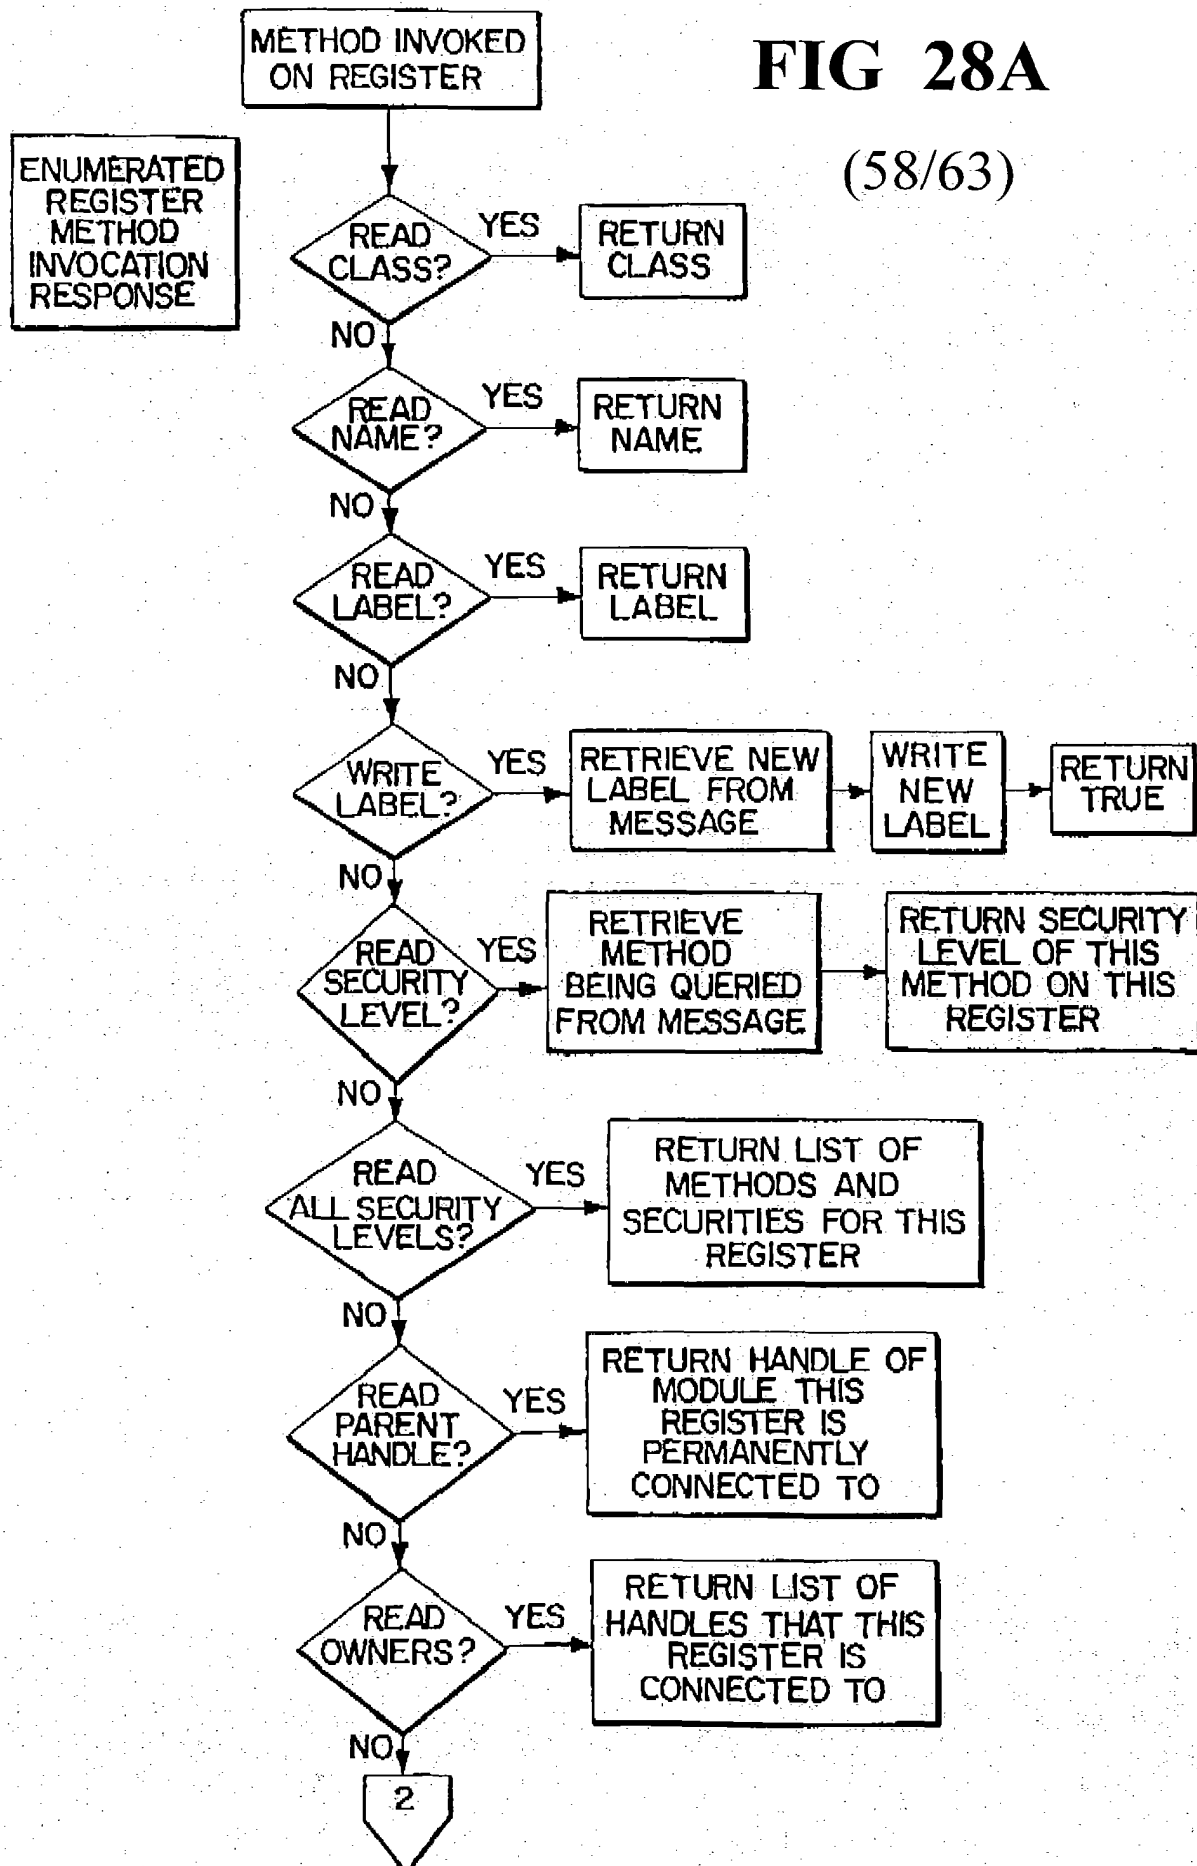 METHOD INVOKED
ON REGISTER
FIG 28A
(58/63)
ENUMERATED
REGISTER
METHOD
INVOCATION
RESPONSE
READ
CLASS?
YES
RETURN
CLASS
NO
READ
NAME?
YES
RETURN
NAME
NO
READ
LABEL?
YES
RETURN
LABEL
NO
WRITE
LABEL?
YES
RETRIEVE NEW
LABEL FROM
MESSAGE
WRITE
NEW
LABEL
RETURN
TRUE
NO
READ
SECURITY
LEVEL?
YES
RETRIEVE
METHOD
BEING QUERIED
FROM MESSAGE
RETURN SECURITY
LEVEL OF THIS
METHOD ON THIS
REGISTER
NO
READ
ALL SECURITY
LEVELS?
YES
RETURN LIST OF
METHODS AND
SECURITIES FOR THIS
REGISTER
NO
READ
PARENT
HANDLE?
YES
RETURN HANDLE OF
MODULE THIS
REGISTER IS
PERMANENTLY
CONNECTED TO
NO
READ
OWNERS?
YES
RETURN LIST OF
HANDLES THAT THIS
REGISTER IS
CONNECTED TO
NO
2